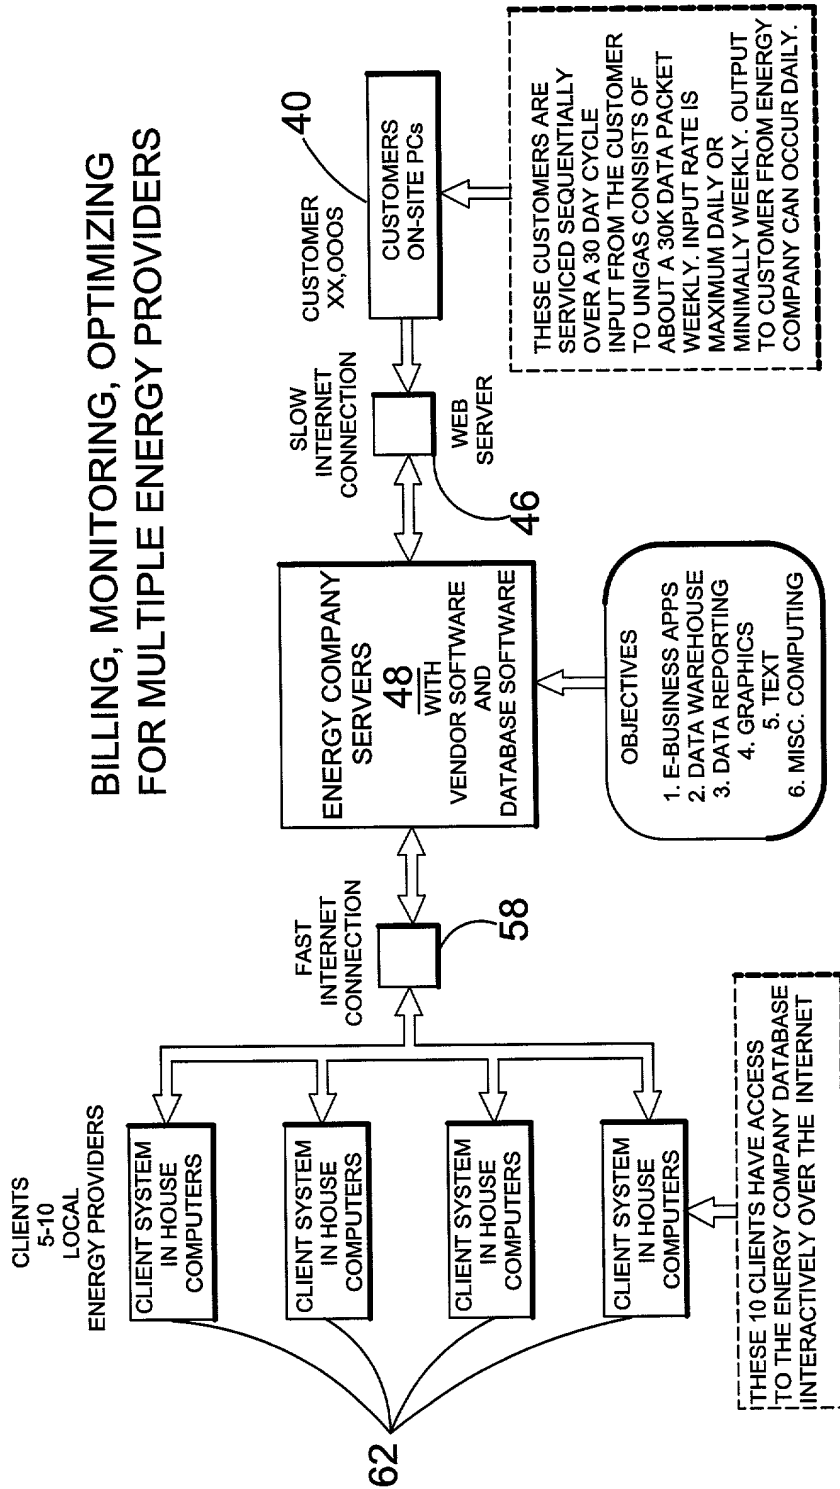 BILLING, MONITORING, OPTIMIZING
FOR MULTIPLE ENERGY PROVIDERS
CLIENTS
5-10
LOCAL
ENERGY PROVIDERS
CLIENT SYSTEM
IN HOUSE
COMPUTERS
CLIENT SYSTEM
IN HOUSE
COMPUTERS
CLIENT SYSTEM
IN HOUSE
COMPUTERS
CLIENT SYSTEM
IN HOUSE
COMPUTERS
62
THESE 10 CLIENTS HAVE ACCESS
TO THE ENERGY COMPANY DATABASE
INTERACTIVELY OVER THE INTERNET
FAST
INTERNET
CONNECTION
58
ENERGY COMPANY
SERVERS
48
WITH
VENDOR SOFTWARE
AND
DATABASE SOFTWARE
OBJECTIVES
1. E-BUSINESS APPS
2. DATA WAREHOUSE
3. DATA REPORTING
4. GRAPHICS
5. TEXT
6. MISC. COMPUTING
SLOW
INTERNET
CONNECTION
WEB
SERVER
46
CUSTOMER
XX,OOOS
40
CUSTOMERS
ON-SITE PCs
THESE CUSTOMERS ARE
SERVICED SEQUENTIALLY
OVER A 30 DAY CYCLE
INPUT FROM THE CUSTOMER
TO UNIGAS CONSISTS OF
ABOUT A 30K DATA PACKET
WEEKLY. INPUT RATE IS
MAXIMUM DAILY OR
MINIMALLY WEEKLY. OUTPUT
TO CUSTOMER FROM ENERGY
COMPANY CAN OCCUR DAILY.